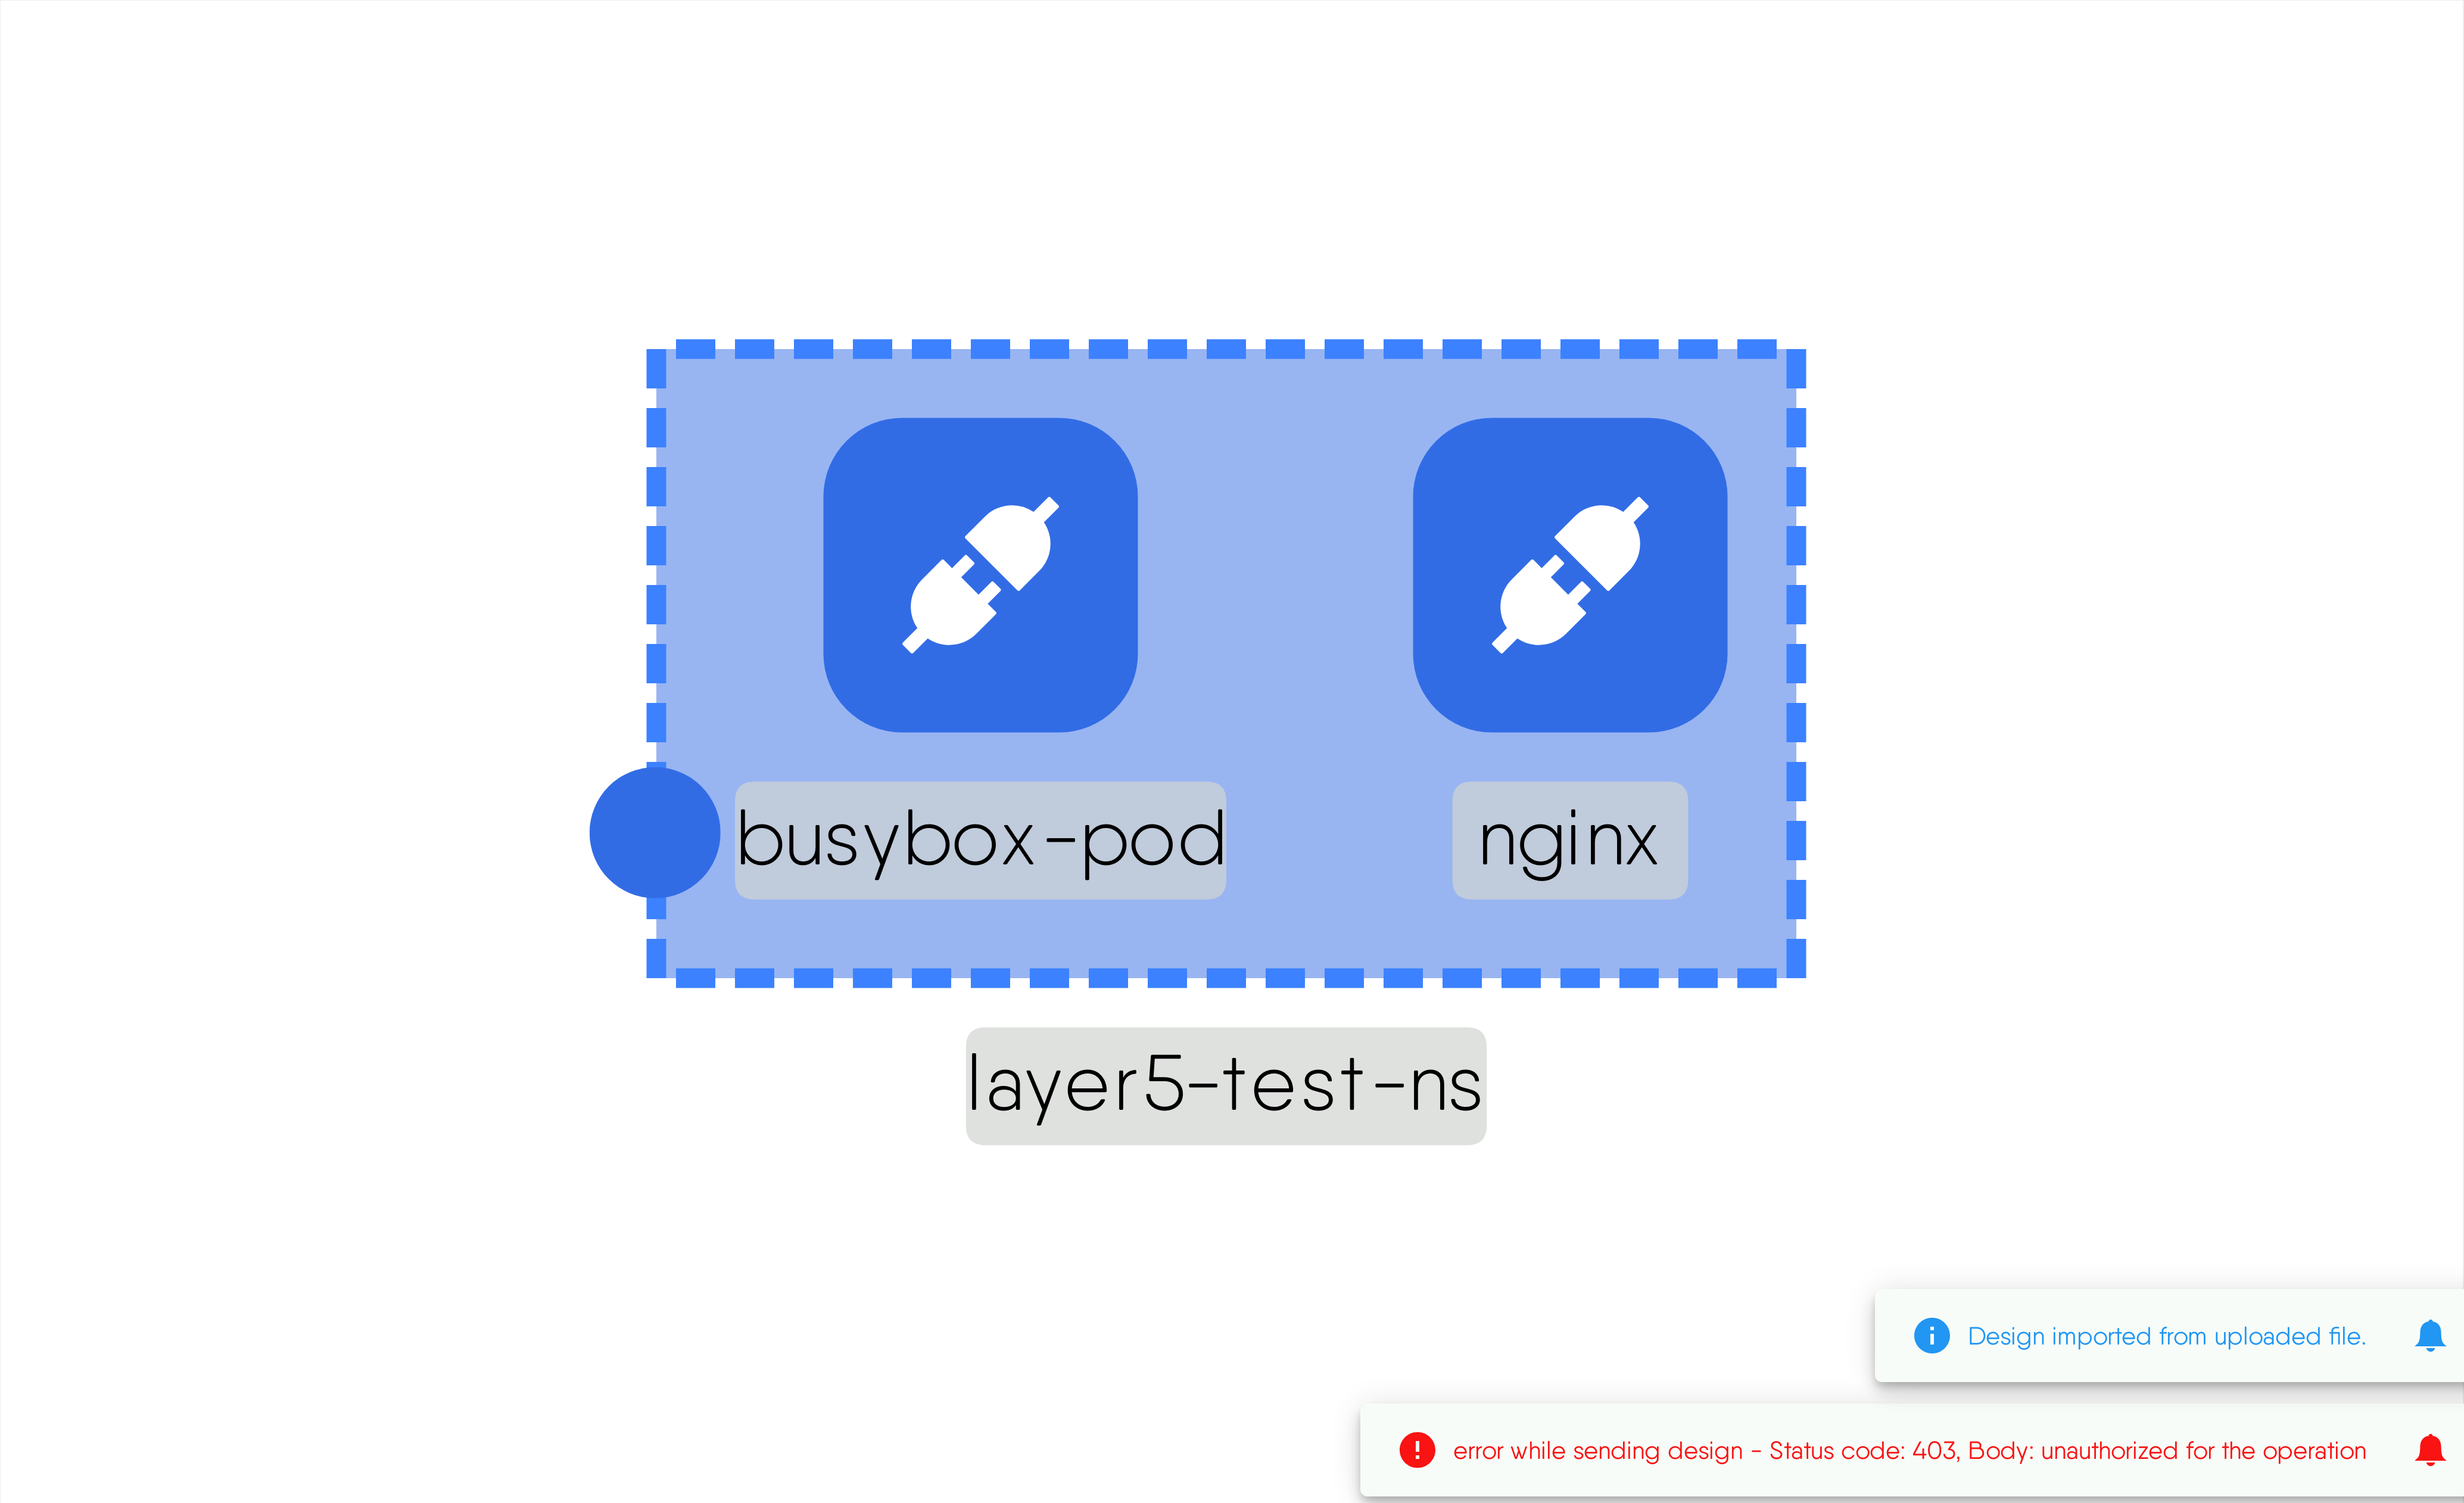 busybox-pod
nginx
layer5-test-ns
Design imported from uploaded file.
error while sending design - Status code: 403, Body: unauthorized for the operation